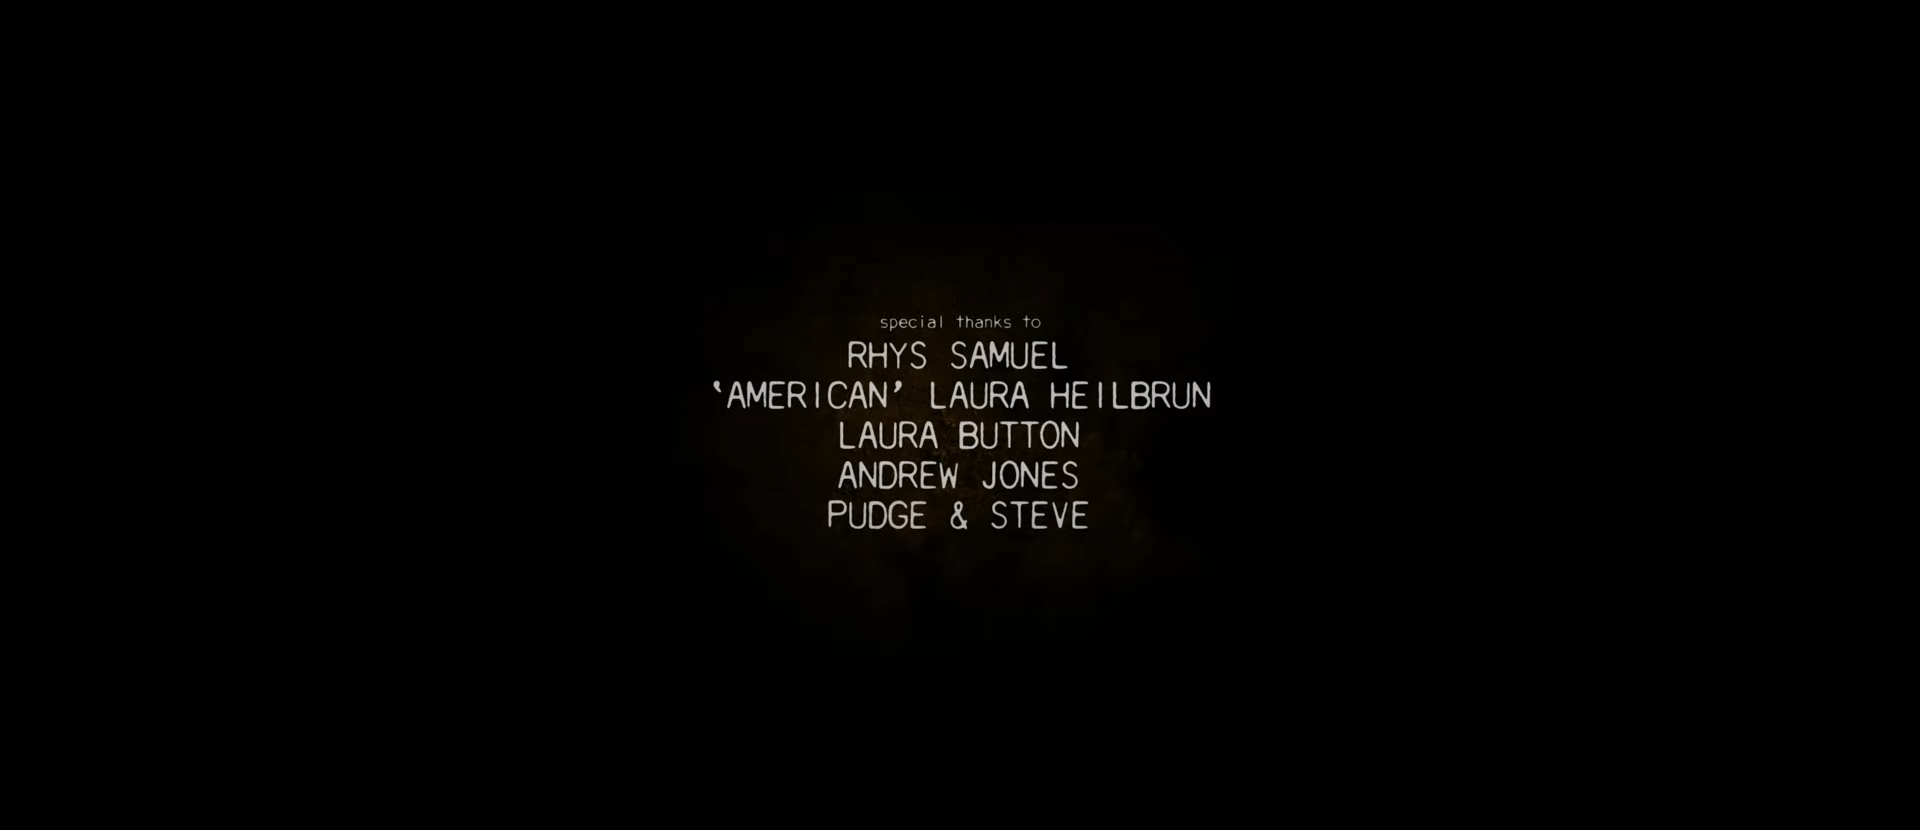 special thanks to
RHYS SAMUEL
‘AMERICAN’ LAURA HEILBRUN
LAURA BUTTON
ANDREW JONES
PUDGE & STEVE